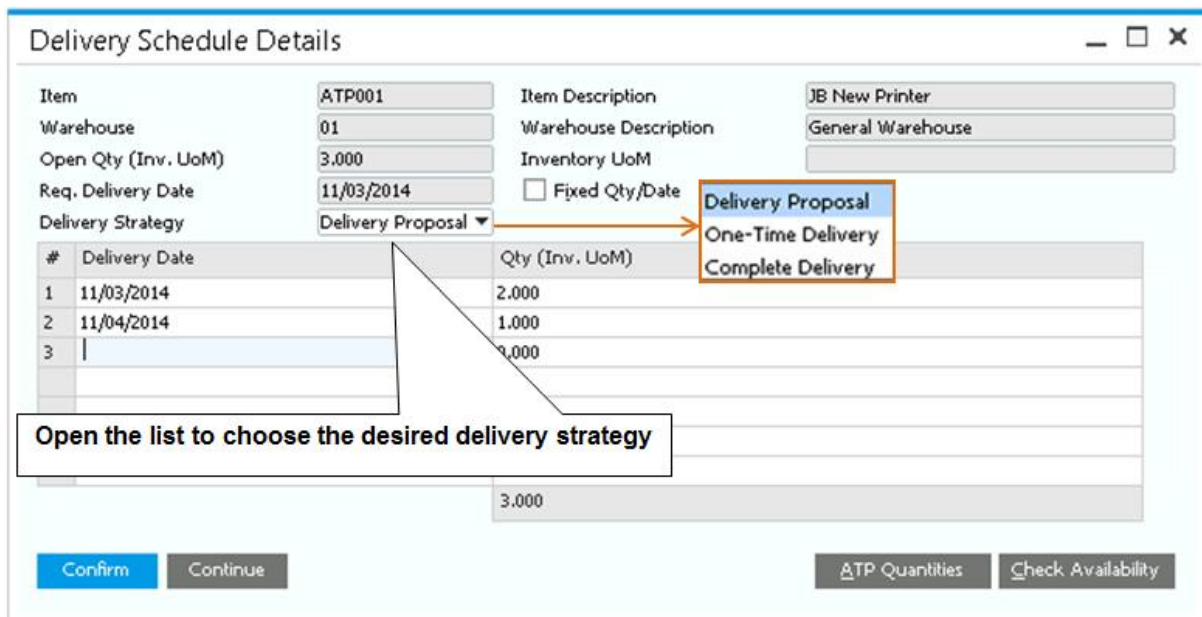 Delivery Schedule Details
Item ATP001 Item Description JB New Printer
Warehouse 01 Warehouse Description General Warehouse
Open Qty (Inv. UoM) 3.000 Inventory UoM
Req. Delivery Date 11/03/2014 Fixed Qty/Date
Delivery Strategy Delivery Proposal
Delivery Proposal
One-Time Delivery
Complete Delivery
# Delivery Date Qty (Inv. UoM)
1 11/03/2014 2.000
2 11/04/2014 1.000
3 0.000
Open the list to choose the desired delivery strategy
3.000
Confirm Continue ATP Quantities Check Availability